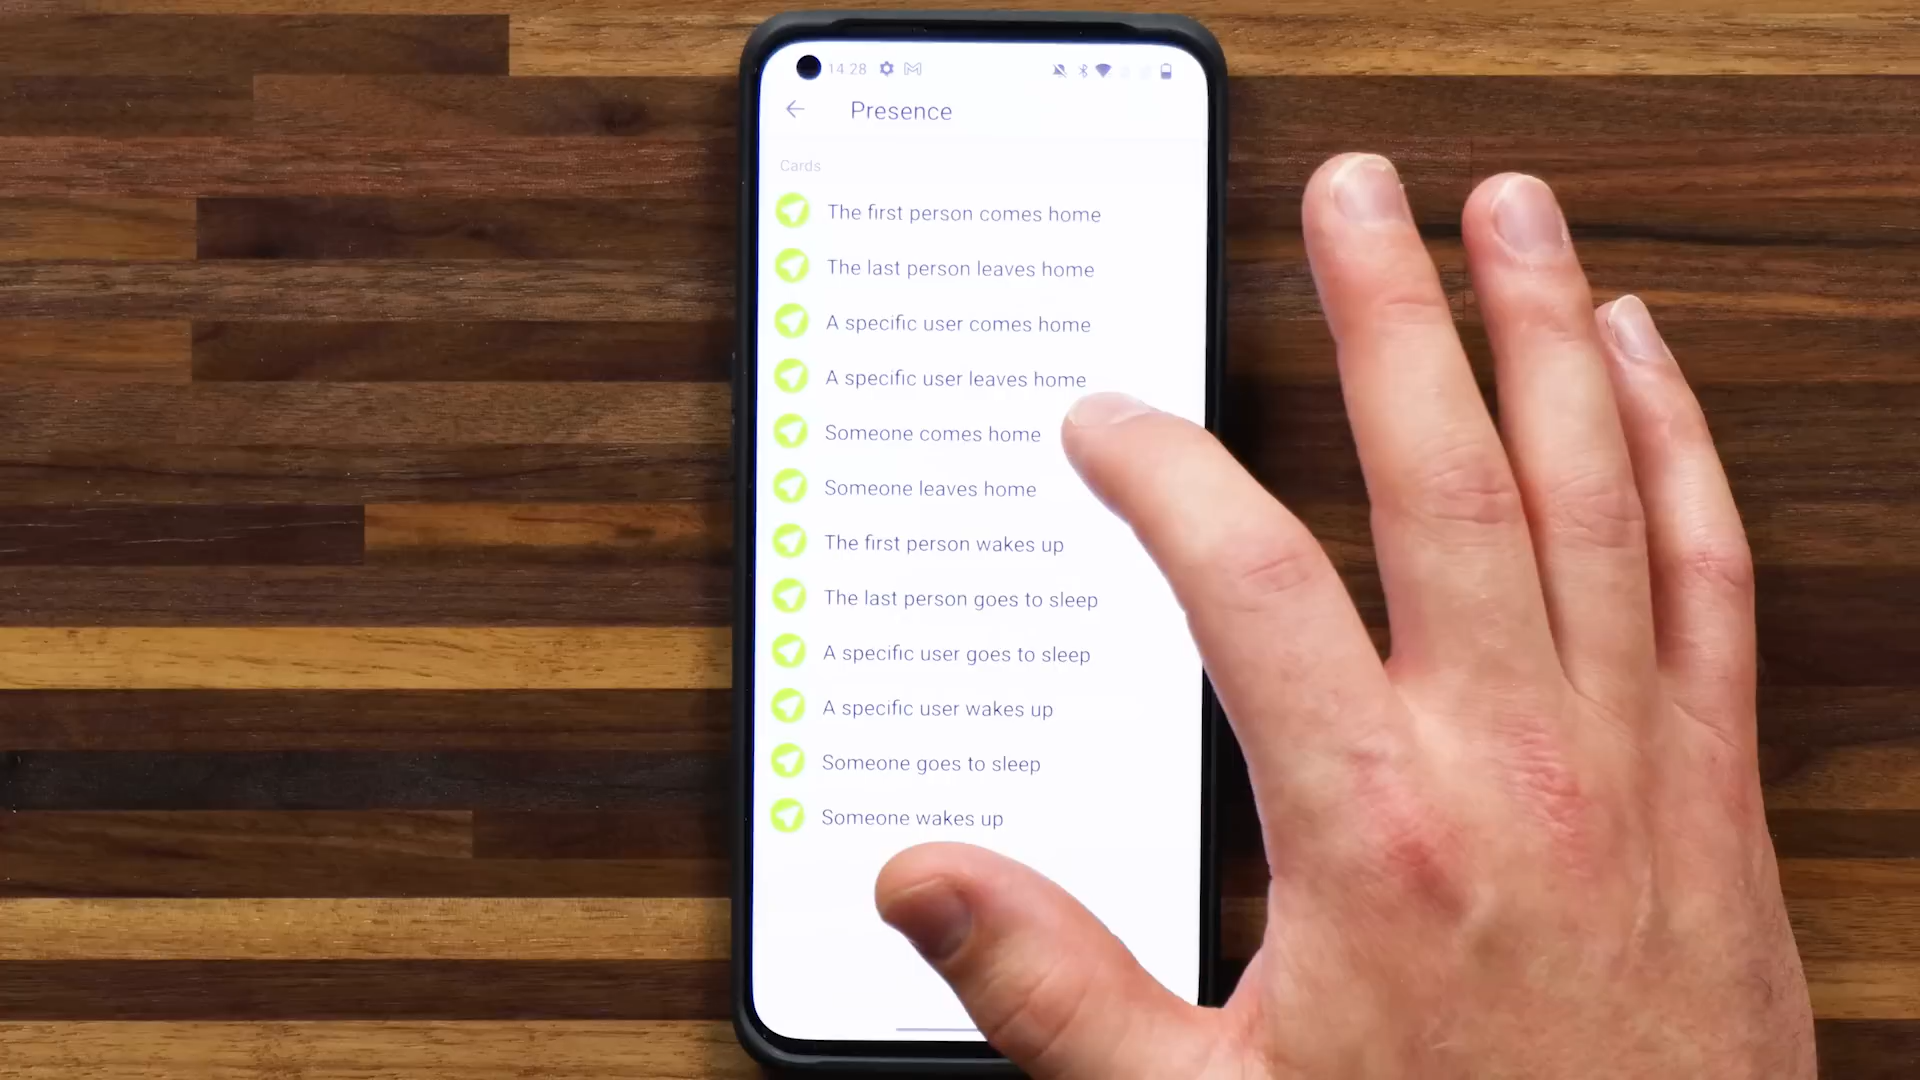 14 28
Presence
Cards
The first person comes home
The last person leaves home
A specific user comes home
A specific user leaves home
Someone comes home
Someone leaves home
The first person wakes up
The last person goes to sleep
A specific user goes to sleep
A specific user wakes up
Someone goes to sleep
Someone wakes up